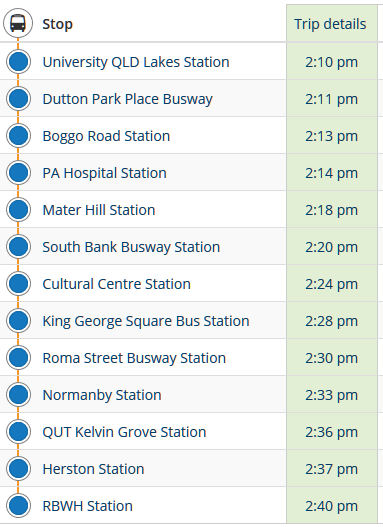 Stop Trip details
University QLD Lakes Station 2:10 pm
Dutton Park Place Busway 2:11 pm
Boggo Road Station 2:13 pm
PA Hospital Station 2:14 pm
Mater Hill Station 2:18 pm
South Bank Busway Station 2:20 pm
Cultural Centre Station 2:24 pm
King George Square Bus Station 2:28 pm
Roma Street Busway Station 2:30 pm
Normanby Station 2:33 pm
QUT Kelvin Grove Station 2:36 pm
Herston Station 2:37 pm
RBWH Station 2:40 pm